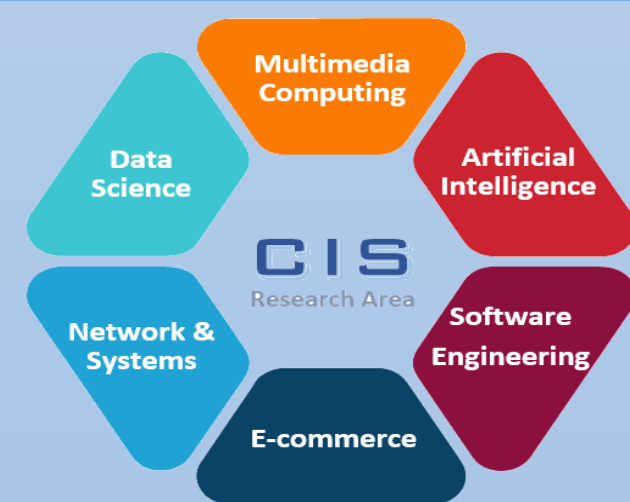 Multimedia
Computing
Artificial
Intelligence
Software
Engineering
E-commerce
Network &
Systems
Data
Science
CIS
Research Area